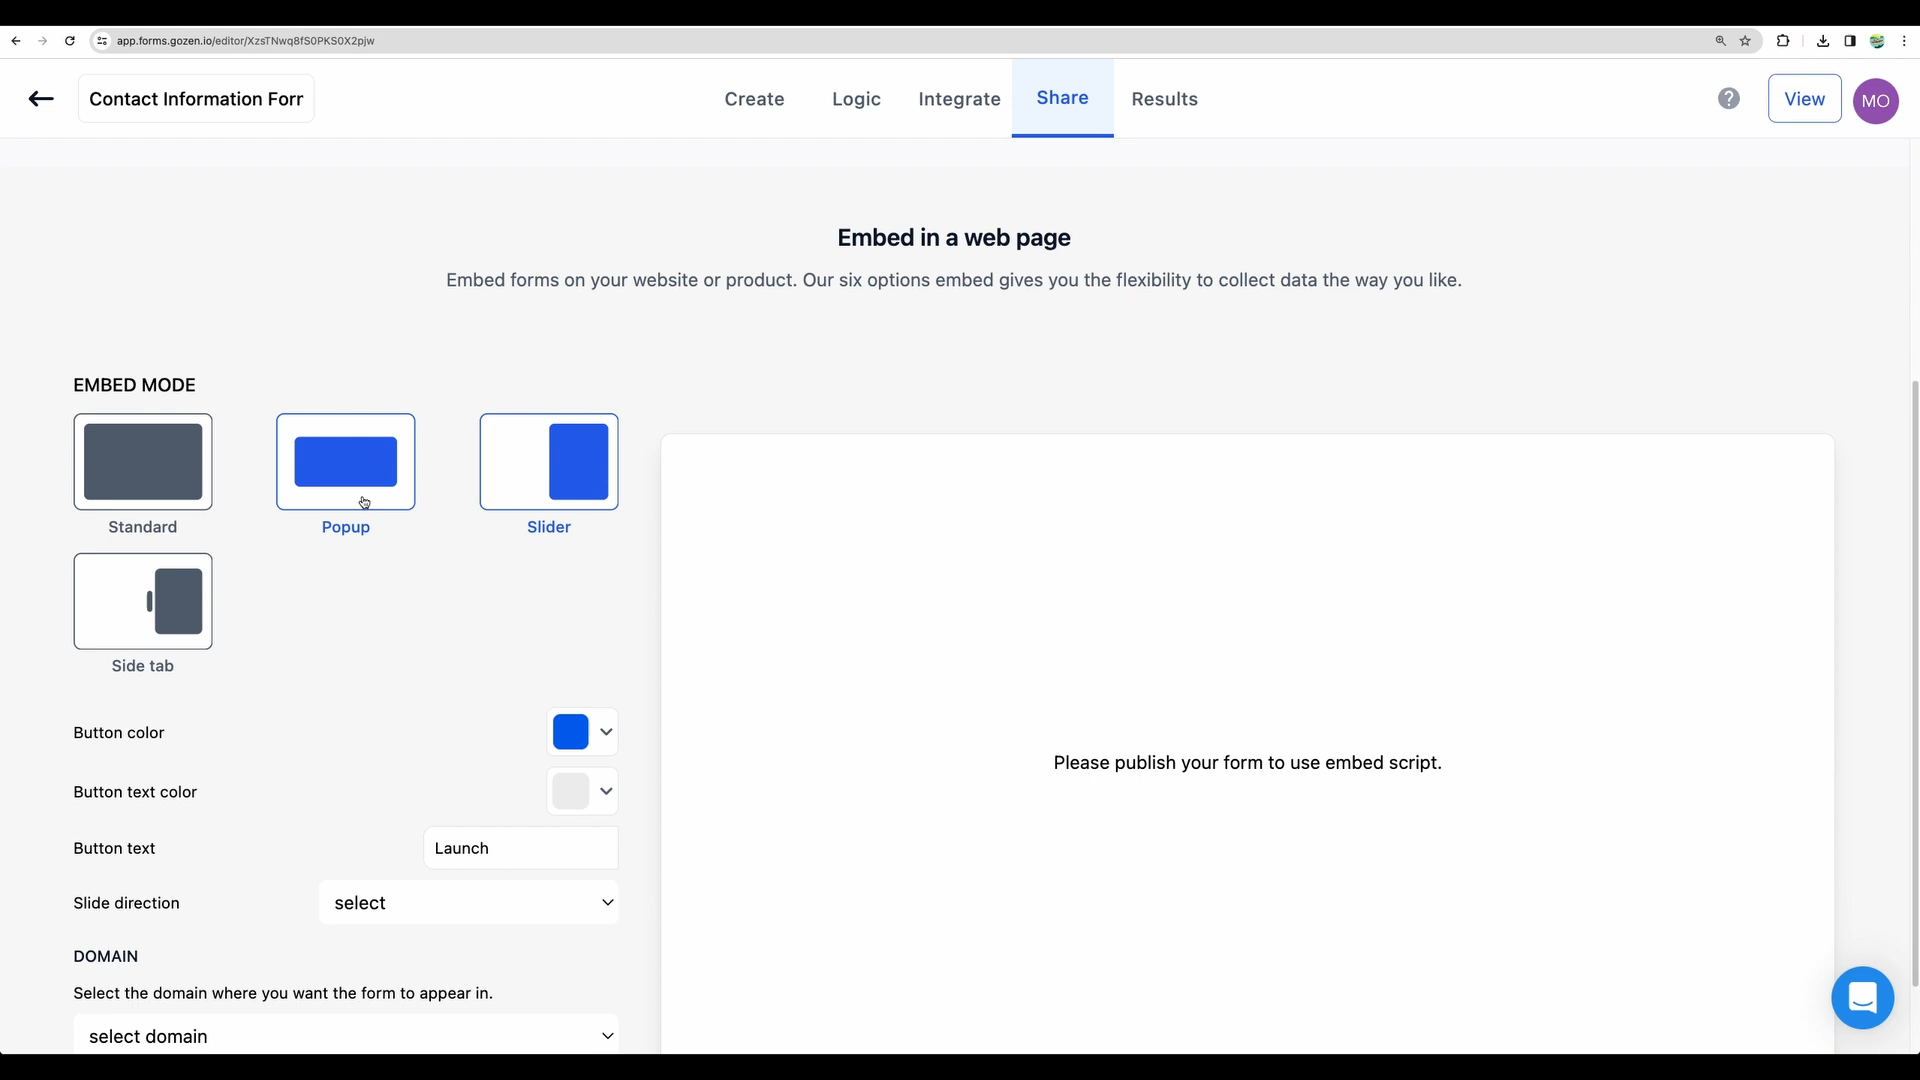 app.forms.gozen.io/editor/XzsTNwq8fS0PKS0X2pjw
Contact Information Forr
Create
Logic
Integrate
Share
Results
?
View
MO
Embed in a web page
Embed forms on your website or product. Our six options embed gives you the flexibility to collect data the way you like.
EMBED MODE
Standard
Popup
Slider
Side tab
Button color
Button text color
Button text
Launch
Slide direction
select
DOMAIN
Select the domain where you want the form to appear in.
select domain
Please publish your form to use embed script.